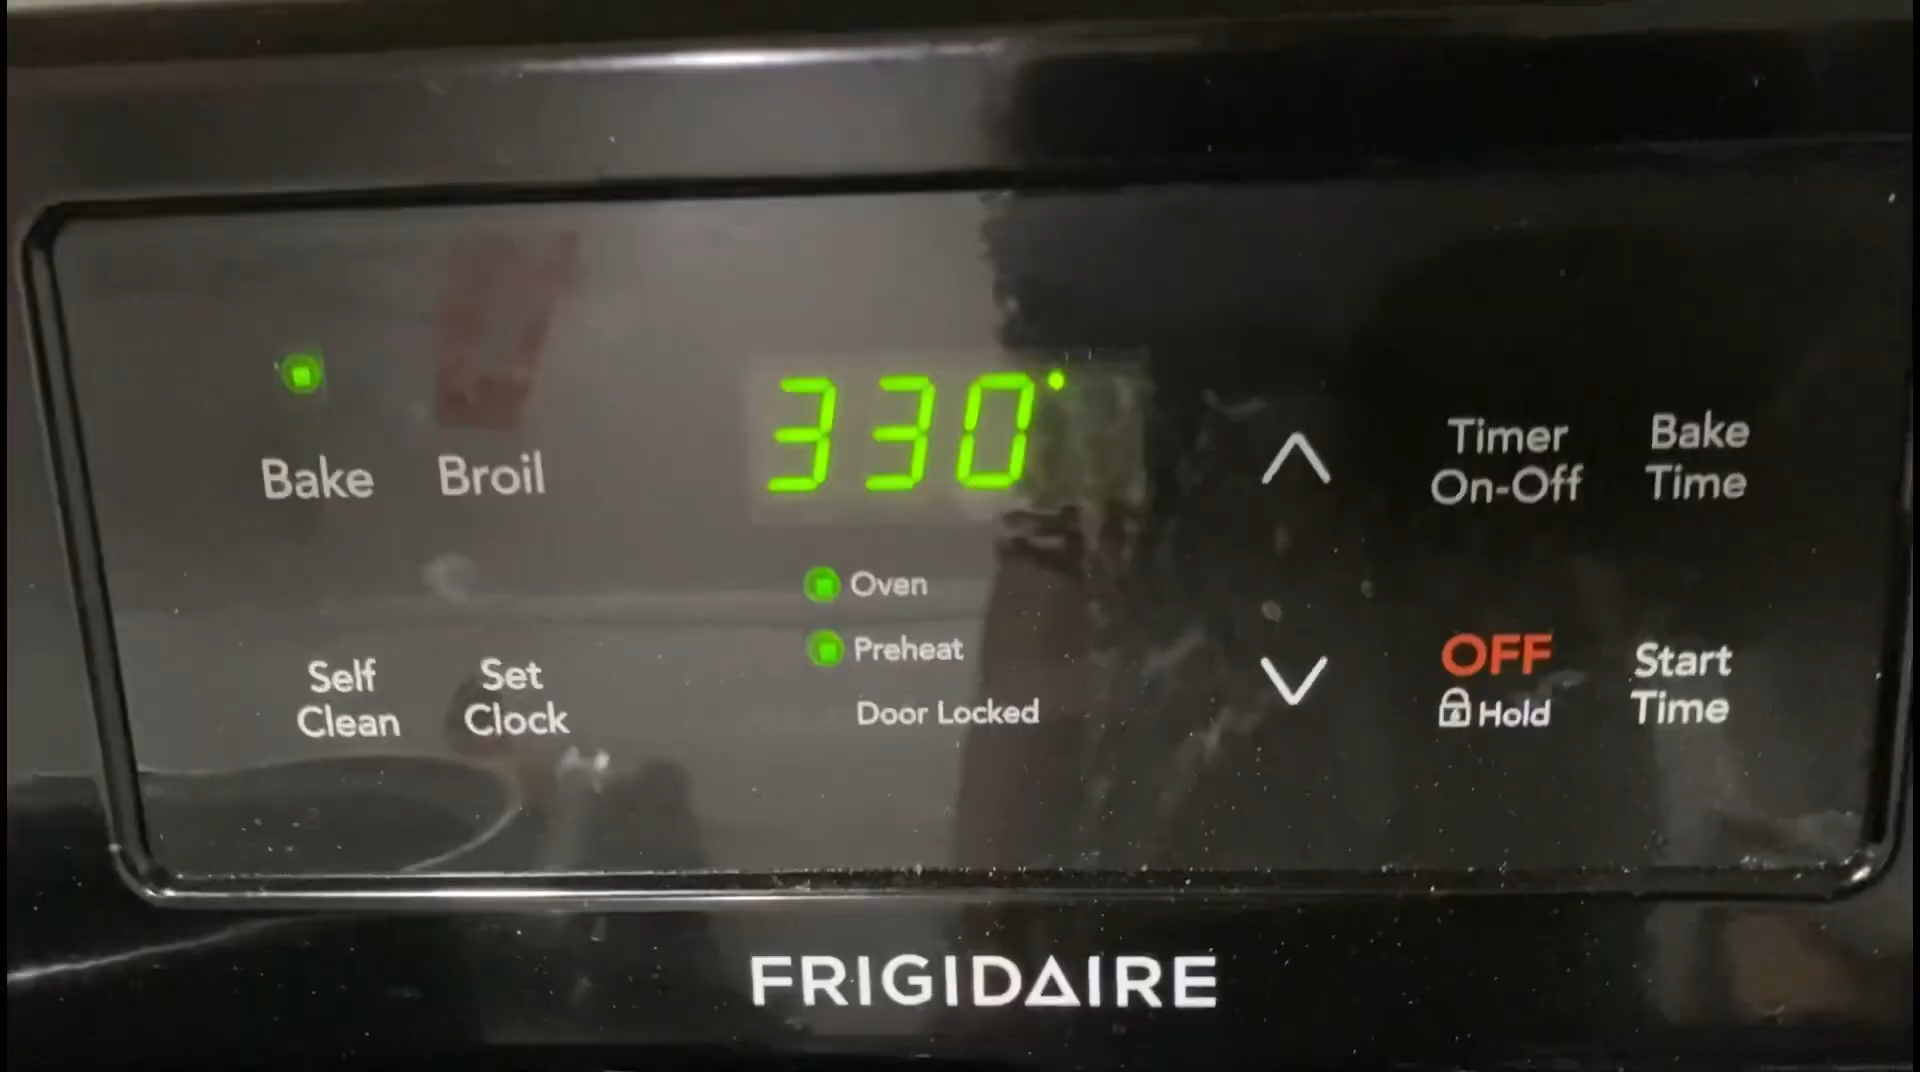 330°
Bake
Broil
Timer
On-Off
Bake
Time
Oven
Preheat
Door Locked
Self
Clean
Set
Clock
OFF
Hold
Start
Time
FRIGIDAIRE